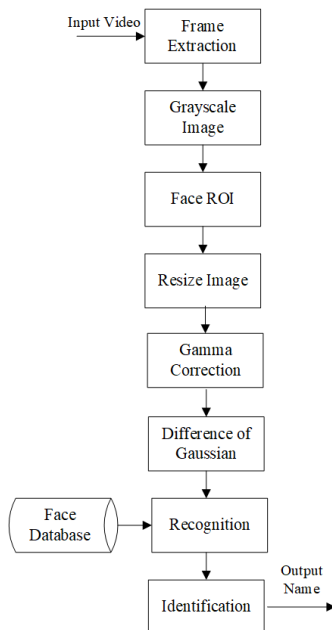 Input Video
Frame
Extraction
Grayscale
Image
Face ROI
Resize Image
Gamma
Correction
Difference of
Gaussian
Face
Database
Recognition
Identification
Output
Name